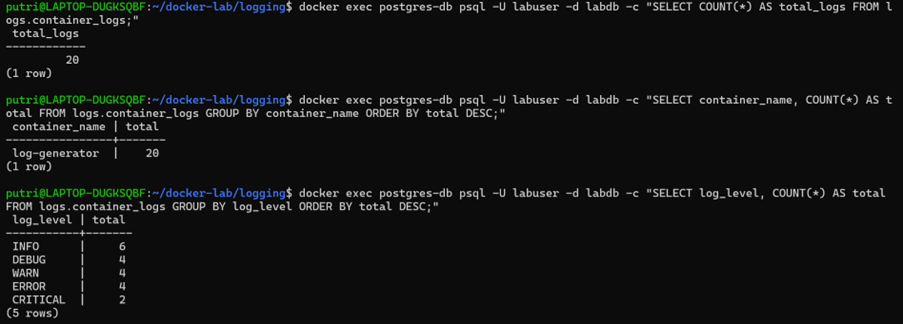 putri@LAPTOP-DUGKSQBF:~/docker-lab/logging$ docker exec postgres-db psql -U labuser -d labdb -c "SELECT COUNT(*) AS total_logs FROM l
ogs.container_logs;"
 total_logs
------------
         20
(1 row)

putri@LAPTOP-DUGKSQBF:~/docker-lab/logging$ docker exec postgres-db psql -U labuser -d labdb -c "SELECT container_name, COUNT(*) AS t
otal FROM logs.container_logs GROUP BY container_name ORDER BY total DESC;"
 container_name | total
----------------+-------
 log-generator  |    20
(1 row)

putri@LAPTOP-DUGKSQBF:~/docker-lab/logging$ docker exec postgres-db psql -U labuser -d labdb -c "SELECT log_level, COUNT(*) AS total
FROM logs.container_logs GROUP BY log_level ORDER BY total DESC;"
 log_level | total
-----------+-------
 INFO      |     6
 DEBUG     |     4
 WARN      |     4
 ERROR     |     4
 CRITICAL  |     2
(5 rows)